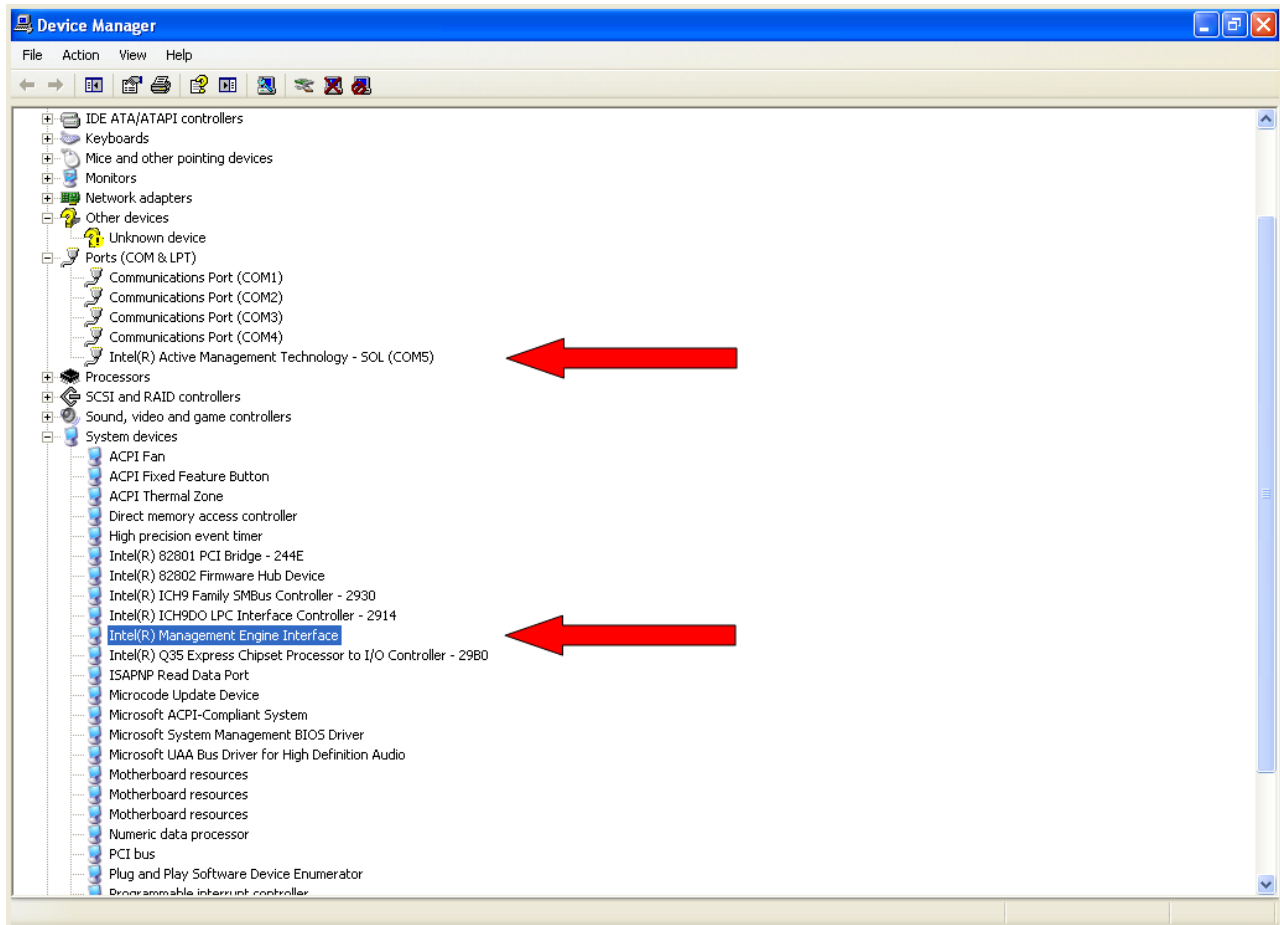 Device Manager
File Action View Help
IDE ATA/ATAPI controllers
Keyboards
Mice and other pointing devices
Monitors
Network adapters
Other devices
Unknown device
Ports (COM & LPT)
Communications Port (COM1)
Communications Port (COM2)
Communications Port (COM3)
Communications Port (COM4)
Intel(R) Active Management Technology - SOL (COM5)
Processors
SCSI and RAID controllers
Sound, video and game controllers
System devices
ACPI Fan
ACPI Fixed Feature Button
ACPI Thermal Zone
Direct memory access controller
High precision event timer
Intel(R) 82801 PCI Bridge - 244E
Intel(R) 82802 Firmware Hub Device
Intel(R) ICH9 Family SMBus Controller - 2930
Intel(R) ICH9DO LPC Interface Controller - 2914
Intel(R) Management Engine Interface
Intel(R) Q35 Express Chipset Processor to I/O Controller - 29B0
ISAPNP Read Data Port
Microcode Update Device
Microsoft ACPI-Compliant System
Microsoft System Management BIOS Driver
Microsoft UAA Bus Driver for High Definition Audio
Motherboard resources
Motherboard resources
Motherboard resources
Numeric data processor
PCI bus
Plug and Play Software Device Enumerator
Programmable interrupt controller